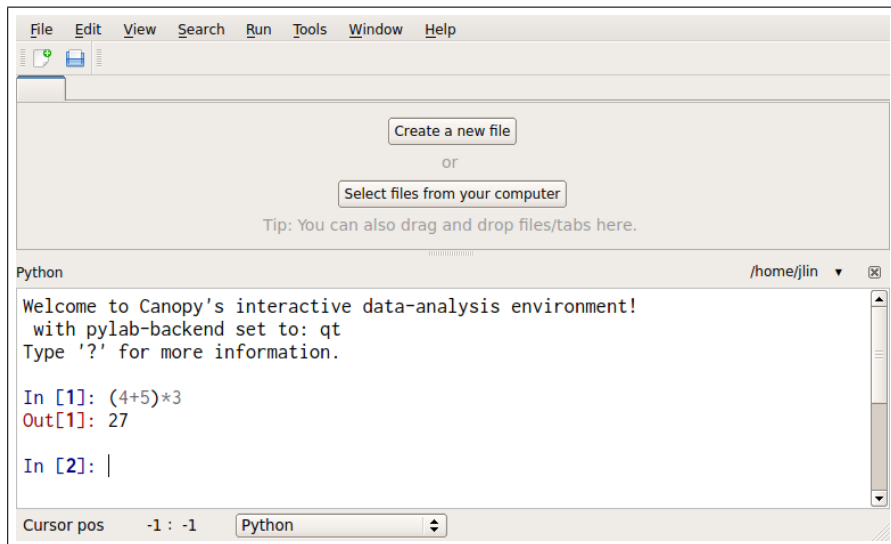 File Edit View Search Run Tools Window Help
Create a new file
or
Select files from your computer
Tip: You can also drag and drop files/tabs here.
Python /home/jlin
Welcome to Canopy's interactive data-analysis environment!
with pylab-backend set to: qt
Type '?' for more information.
In [1]: (4+5)*3
Out[1]: 27
In [2]:
Cursor pos -1 : -1 Python